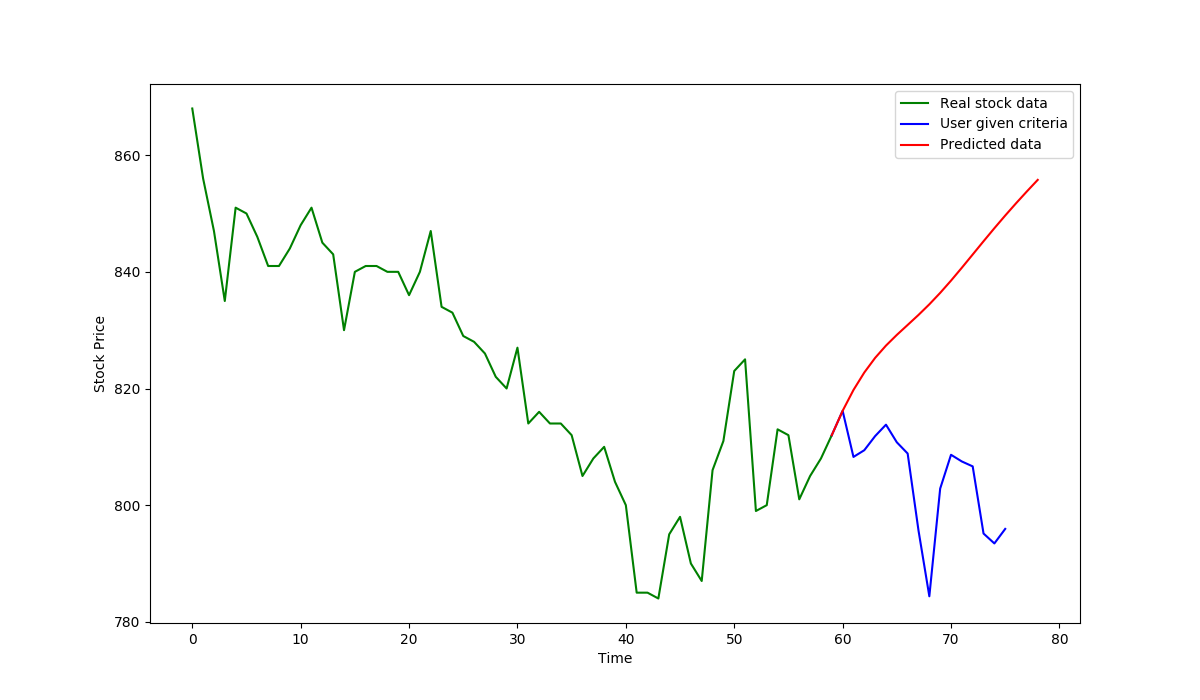 Real stock data
User given criteria
Predicted data
860
840
820
800
780
Stock Price
0 10 20 30 40 50 60 70 80
Time